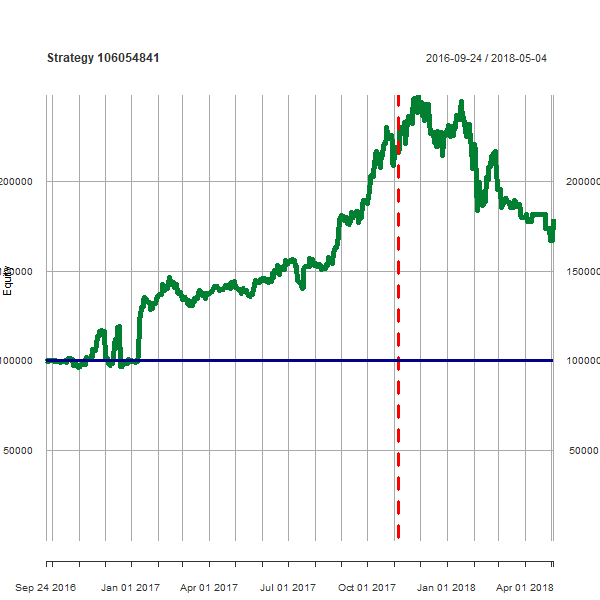 Strategy 106054841
2016-09-24 / 2018-05-04
200000 200000
Equity
150000 150000
100000 100000
50000 50000
Sep 24 2016 Jan 01 2017 Apr 01 2017 Jul 01 2017 Oct 01 2017 Jan 01 2018 Apr 01 2018